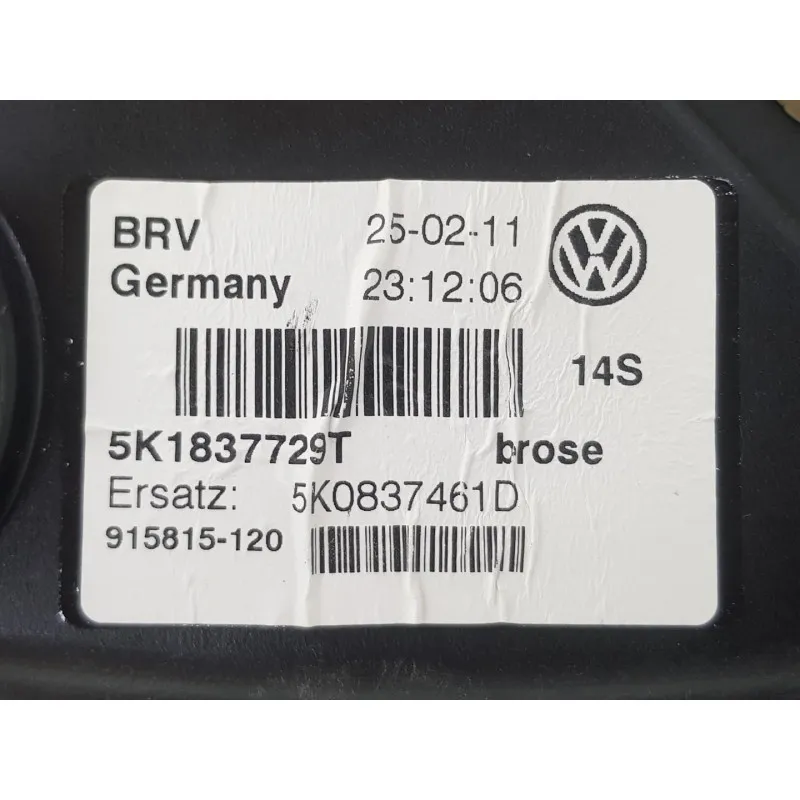 BRV 25-02-11
Germany 23:12:06
14S
5K1837729T brose
Ersatz: 5K0837461D
915815-120